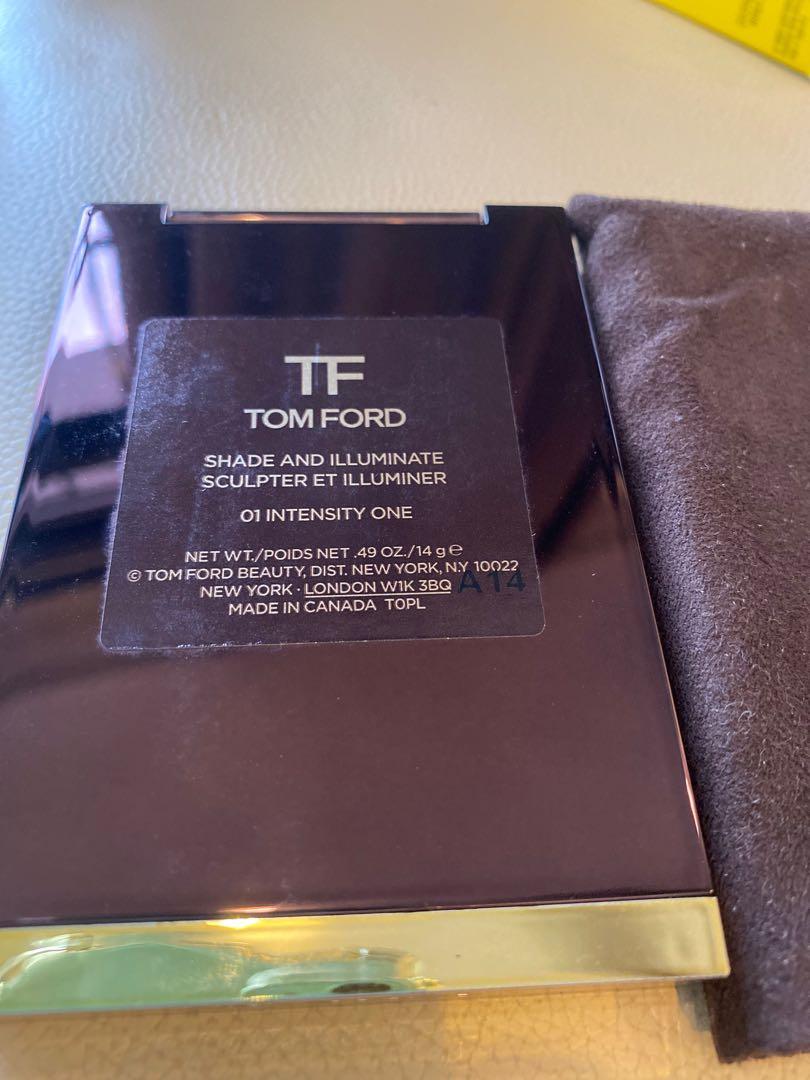 TF
TOM FORD
SHADE AND ILLUMINATE
SCULPTER ET ILLUMINER
01 INTENSITY ONE
NET WT./POIDS NET .49 OZ./14 g ℮
© TOM FORD BEAUTY, DIST. NEW YORK, N.Y. 10022
NEW YORK · LONDON W1K 3BQ A14
MADE IN CANADA T0PL